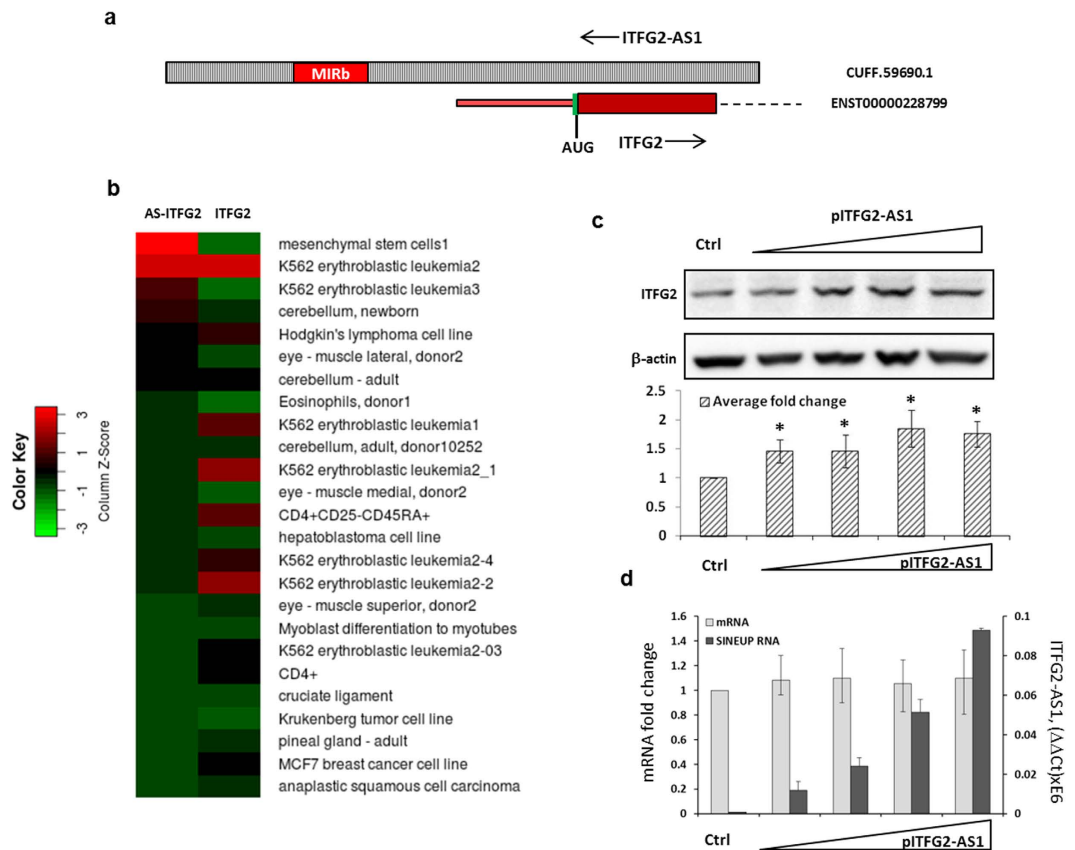 a
ITFG2-AS1
MIRb
CUFF.59690.1
ENST00000228799
AUG
ITFG2
b
AS-ITFG2 ITFG2
mesenchymal stem cells1
K562 erythroblastic leukemia2
K562 erythroblastic leukemia3
cerebellum, newborn
Hodgkin's lymphoma cell line
eye - muscle lateral, donor2
cerebellum - adult
Eosinophils, donor1
K562 erythroblastic leukemia1
cerebellum, adult, donor10252
K562 erythroblastic leukemia2_1
eye - muscle medial, donor2
CD4+CD25-CD45RA+
hepatoblastoma cell line
K562 erythroblastic leukemia2-4
K562 erythroblastic leukemia2-2
eye - muscle superior, donor2
Myoblast differentiation to myotubes
K562 erythroblastic leukemia2-03
CD4+
cruciate ligament
Krukenberg tumor cell line
pineal gland - adult
MCF7 breast cancer cell line
anaplastic squamous cell carcinoma
Color Key
3
1
-1
-3
Column Z-Score
c
pITFG2-AS1
Ctrl
ITFG2
β-actin
2.5
2
1.5
1
0.5
0
Average fold change
* * * *
Ctrl
pITFG2-AS1
d
1.6
1.4
1.2
1
0.8
0.6
0.4
0.2
0
mRNA fold change
mRNA
SINEUP RNA
0.1
0.08
0.06
0.04
0.02
0
ITFG2-AS1, (ΔΔCt)xE6
Ctrl
pITFG2-AS1